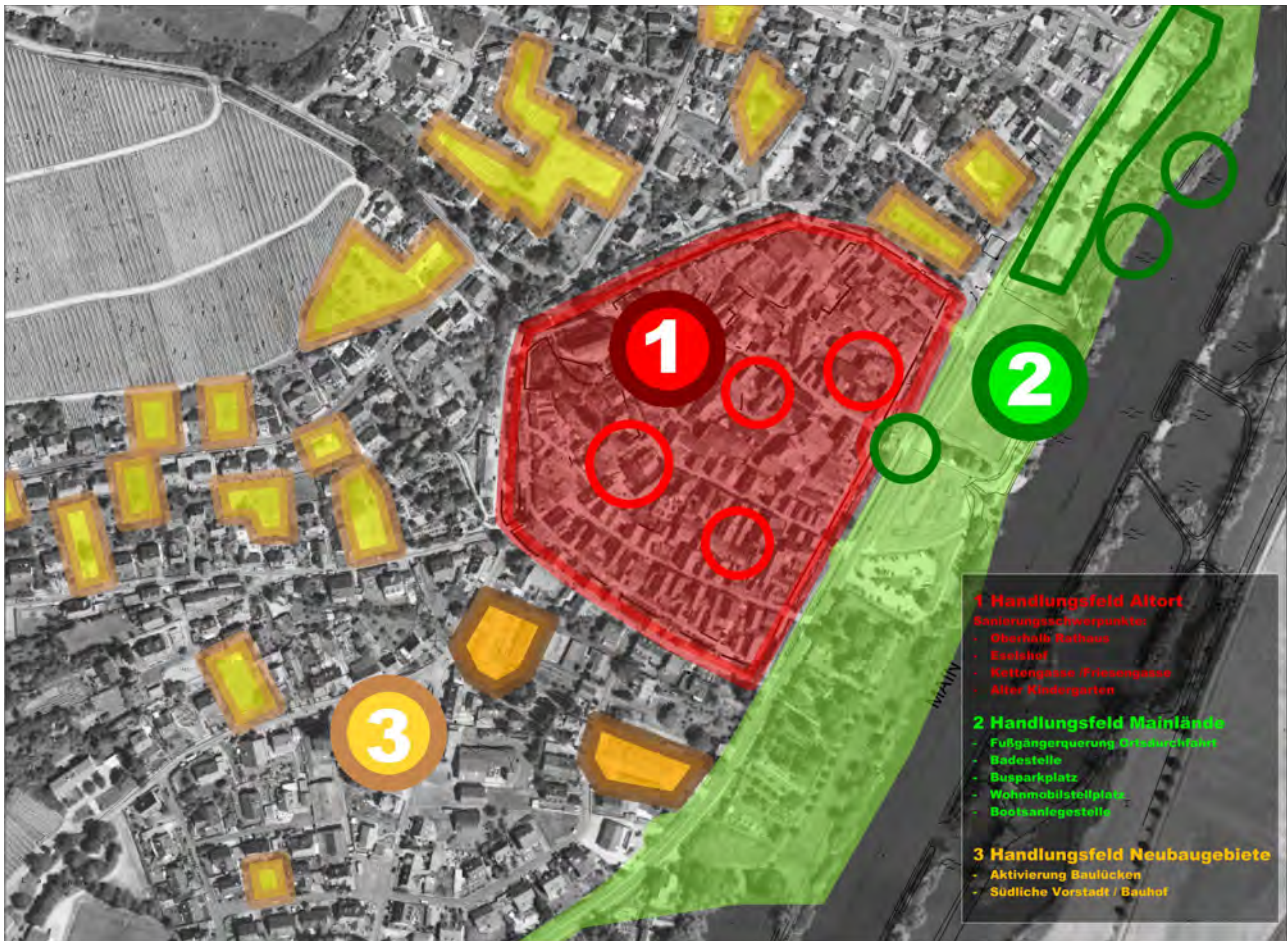 1
2
3
MAIN
1 Handlungsfeld Altort
Sanierungsschwerpunkte:
- Oberhalb Rathaus
- Eselshof
- Kettengasse /Friesengasse
- Alter Kindergarten
2 Handlungsfeld Mainlände
- Fußgängerquerung Ortsdurchfahrt
- Badestelle
- Busparkplatz
- Wohnmobilstellplatz
- Bootsanlegestelle
3 Handlungsfeld Neubaugebiete
- Aktivierung Baulücken
- Südliche Vorstadt / Bauhof